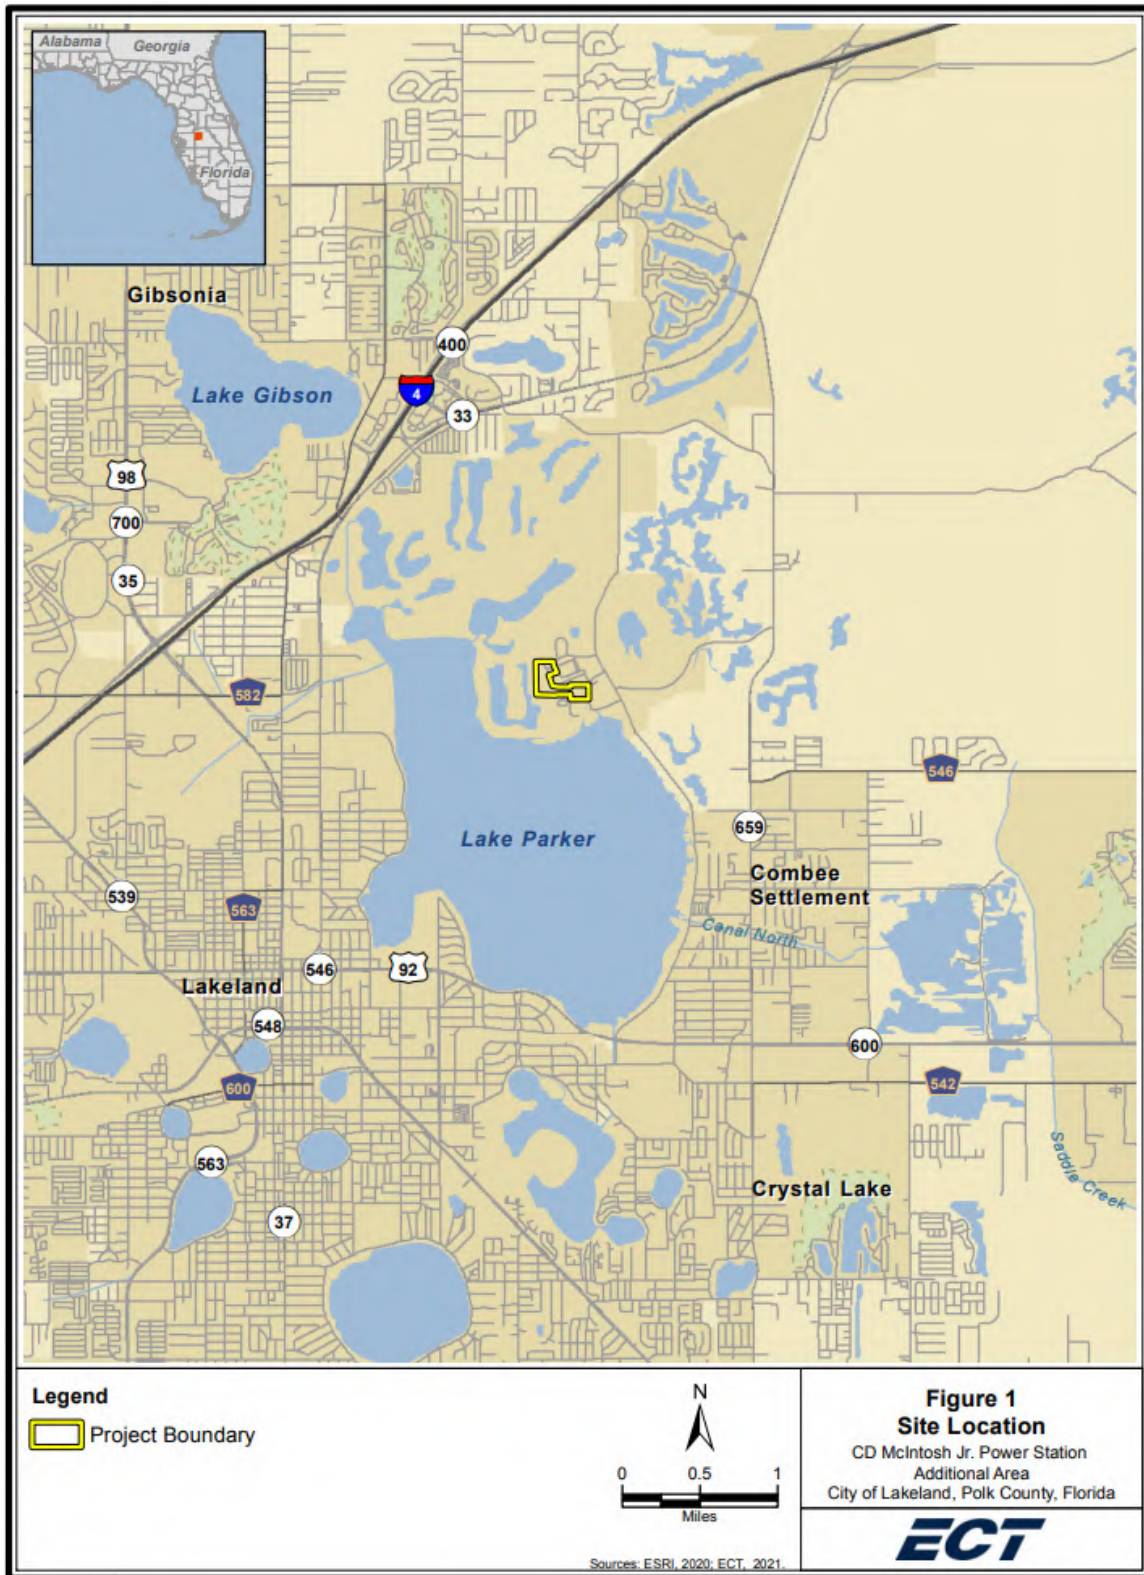 Alabama
Georgia
Florida
Gibsonia
Lake Gibson
400
4
33
98
700
35
582
546
Lake Parker
659
Combee
Settlement
539
563
Canal North
546
92
Lakeland
548
600
600
542
563
Saddle Creek
Crystal Lake
37
Legend
Project Boundary
N
0 0.5 1
Miles
Sources: ESRI, 2020; ECT, 2021.
Figure 1
Site Location
CD McIntosh Jr. Power Station
Additional Area
City of Lakeland, Polk County, Florida
ECT